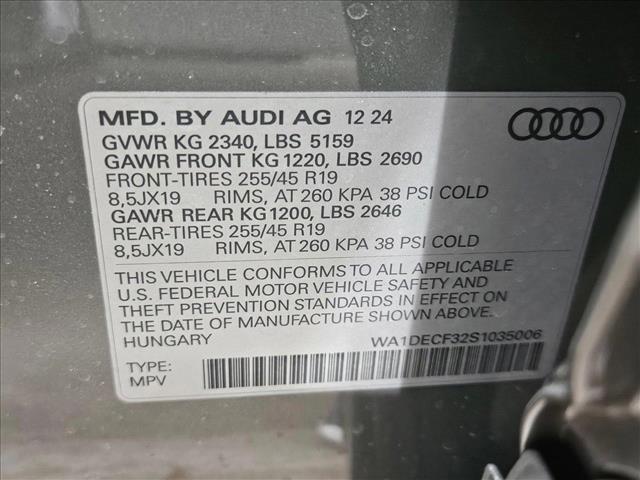 MFD. BY AUDI AG 12 24
GVWR KG 2340, LBS 5159
GAWR FRONT KG 1220, LBS 2690
FRONT-TIRES 255/45 R19
8,5JX19 RIMS, AT 260 KPA 38 PSI COLD
GAWR REAR KG 1200, LBS 2646
REAR-TIRES 255/45 R19
8,5JX19 RIMS, AT 260 KPA 38 PSI COLD
THIS VEHICLE CONFORMS TO ALL APPLICABLE
U.S. FEDERAL MOTOR VEHICLE SAFETY AND
THEFT PREVENTION STANDARDS IN EFFECT ON
THE DATE OF MANUFACTURE SHOWN ABOVE.
HUNGARY WA1DECF32S1035006
TYPE:
MPV